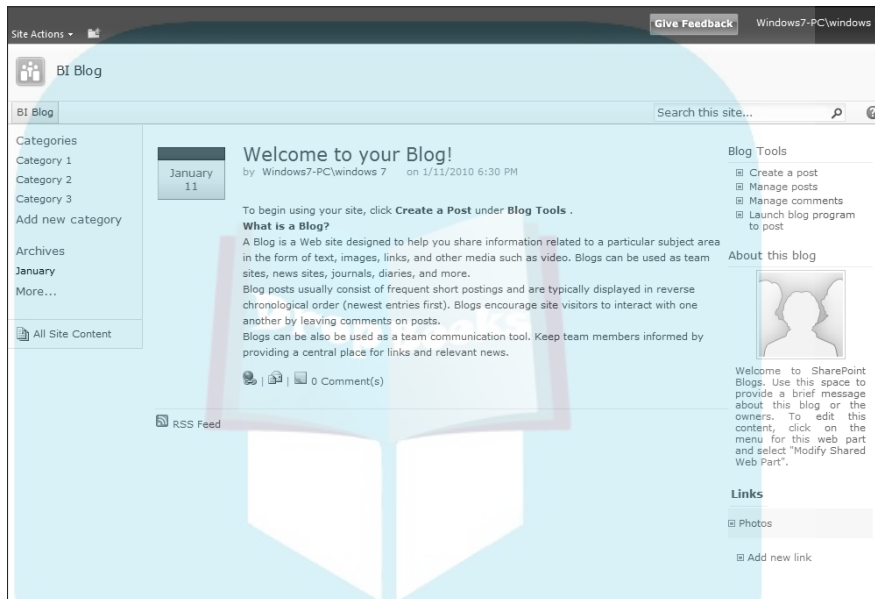 Site Actions
Give Feedback
Windows7-PC\windows
BI Blog
BI Blog
Search this site...
Categories
Category 1
Category 2
Category 3
Add new category
Archives
January
More...
All Site Content
January
11
Welcome to your Blog!
by Windows7-PC\windows 7 on 1/11/2010 6:30 PM
To begin using your site, click Create a Post under Blog Tools .
What is a Blog?
A Blog is a Web site designed to help you share information related to a particular subject area
in the form of text, images, links, and other media such as video. Blogs can be used as team
sites, news sites, journals, diaries, and more.
Blog posts usually consist of frequent short postings and are typically displayed in reverse
chronological order (newest entries first). Blogs encourage site visitors to interact with one
another by leaving comments on posts.
Blogs can be also be used as a team communication tool. Keep team members informed by
providing a central place for links and relevant news.
| | 0 Comment(s)
RSS Feed
Blog Tools
Create a post
Manage posts
Manage comments
Launch blog program
to post
About this blog
Welcome to SharePoint
Blogs. Use this space to
provide a brief message
about this blog or the
owners. To edit this
content, click on the
menu for this web part
and select "Modify Shared
Web Part".
Links
Photos
Add new link